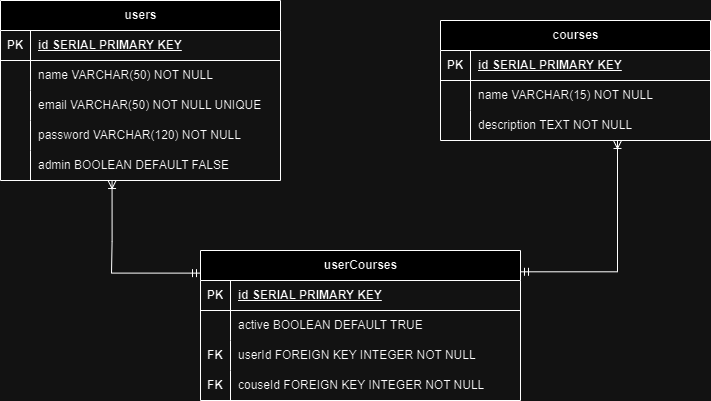 users
PK id SERIAL PRIMARY KEY
name VARCHAR(50) NOT NULL
email VARCHAR(50) NOT NULL UNIQUE
password VARCHAR(120) NOT NULL
admin BOOLEAN DEFAULT FALSE
courses
PK id SERIAL PRIMARY KEY
name VARCHAR(15) NOT NULL
description TEXT NOT NULL
userCourses
PK id SERIAL PRIMARY KEY
active BOOLEAN DEFAULT TRUE
FK userId FOREIGN KEY INTEGER NOT NULL
FK couseId FOREIGN KEY INTEGER NOT NULL